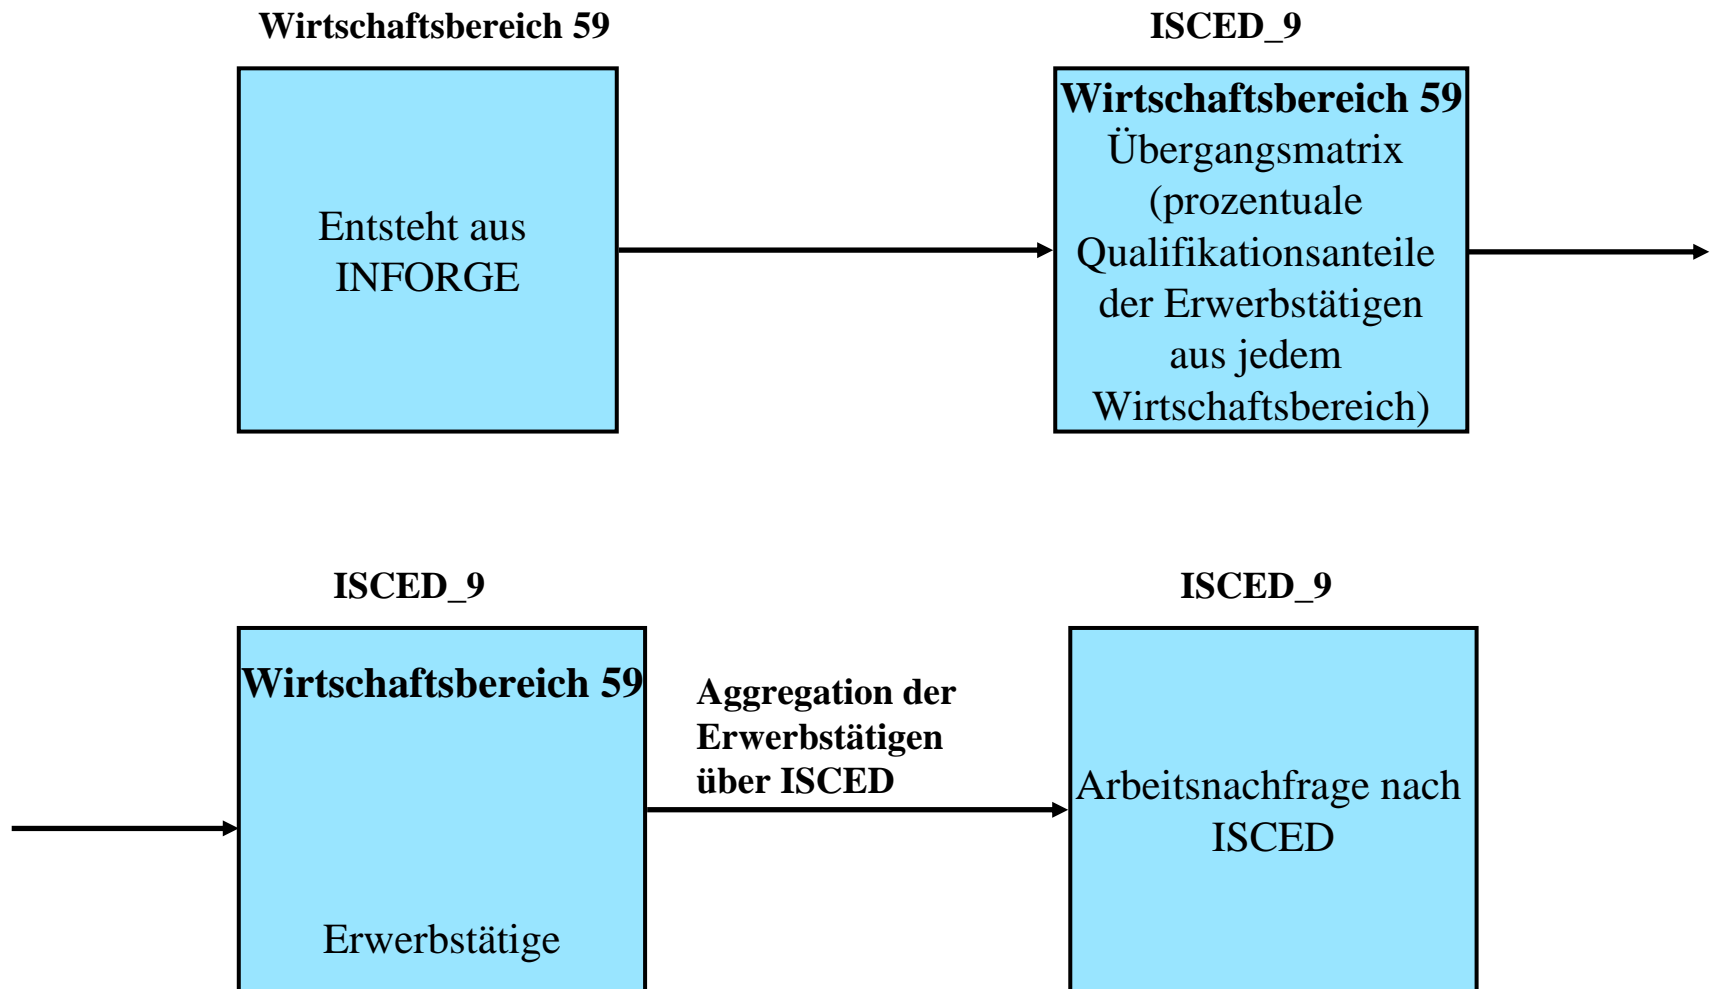 Wirtschaftsbereich 59
ISCED_9
Entsteht aus
INFORGE
Wirtschaftsbereich 59
Übergangsmatrix
(prozentuale
Qualifikationsanteile
der Erwerbstätigen
aus jedem
Wirtschaftsbereich)
ISCED_9
ISCED_9
Wirtschaftsbereich 59
Erwerbstätige
Aggregation der
Erwerbstätigen
über ISCED
Arbeitsnachfrage nach
ISCED